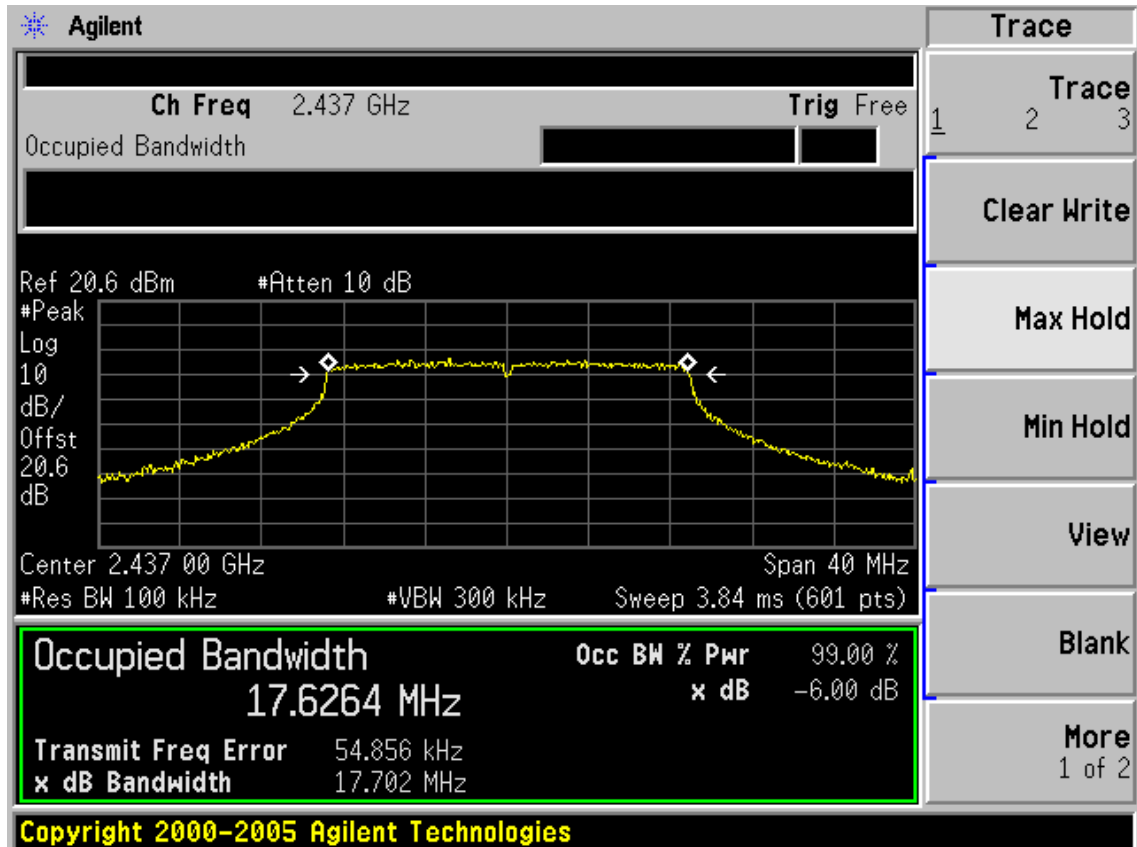 Agilent
Ch Freq 2.437 GHz Trig Free
Occupied Bandwidth
Ref 20.6 dBm #Atten 10 dB
#Peak
Log
10
dB/
Offst
20.6
dB
Center 2.437 00 GHz Span 40 MHz
#Res BW 100 kHz #VBW 300 kHz Sweep 3.84 ms (601 pts)
Occupied Bandwidth Occ BW % Pwr 99.00 %
17.6264 MHz x dB -6.00 dB
Transmit Freq Error 54.856 kHz
x dB Bandwidth 17.702 MHz
Copyright 2000-2005 Agilent Technologies
Trace
Trace
1 2 3
Clear Write
Max Hold
Min Hold
View
Blank
More
1 of 2